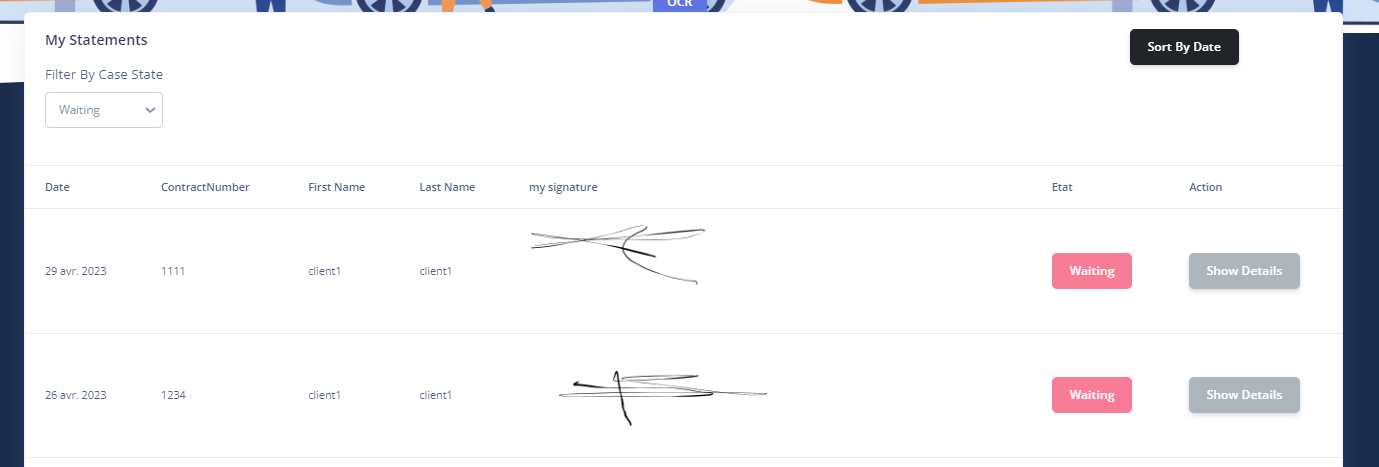 OCR
My Statements
Sort By Date
Filter By Case State
Waiting
Date ContractNumber First Name Last Name my signature Etat Action
29 avr. 2023 1111 client1 client1 Waiting Show Details
26 avr. 2023 1234 client1 client1 Waiting Show Details